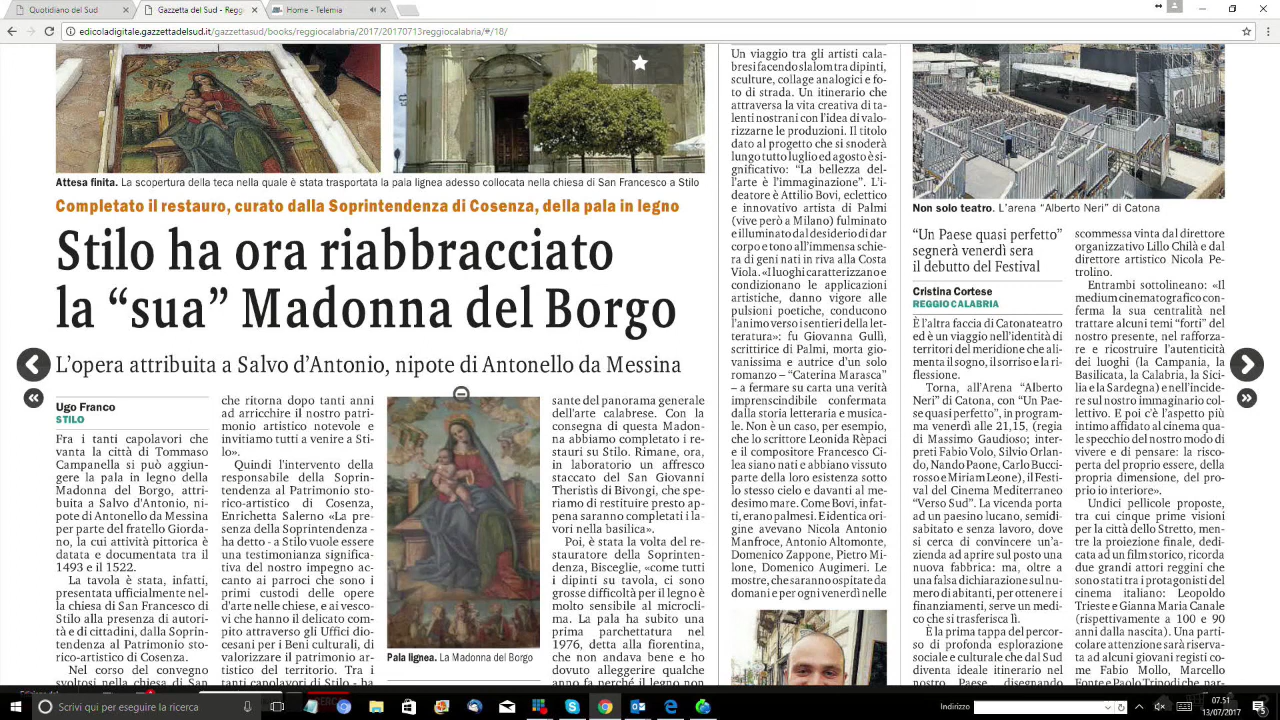 Quotidiano del Sud
Gazzetta del Sud - Regg
Home - Telemia
edicoladigitale.gazzettadelsud.it/gazzettasud/books/reggiocalabria/2017/20170713reggiocalabria/#/18/
Attesa finita. La scopertura della teca nella quale è stata trasportata la pala lignea adesso collocata nella chiesa di San Francesco a Stilo
Completato il restauro, curato dalla Soprintendenza di Cosenza, della pala in legno
Stilo ha ora riabbracciato
la “sua” Madonna del Borgo
L’opera attribuita a Salvo d’Antonio, nipote di Antonello da Messina
Ugo Franco
STILO
Fra i tanti capolavori che
vanta la città di Tommaso
Campanella si può aggiun-
gere la pala in legno della
Madonna del Borgo, attri-
buita a Salvo d’Antonio, ni-
pote di Antonello da Messina
per parte del fratello Giorda-
no, la cui attività pittorica è
datata e documentata tra il
1493 e il 1522.
La tavola è stata, infatti,
presentata ufficialmente nel-
la chiesa di San Francesco di
Stilo alla presenza di autori-
tà e di cittadini, dalla Soprin-
tendenza al Patrimonio sto-
rico-artistico di Cosenza.
Nel corso del convegno
svoltosi nella chiesa di San
che ritorna dopo tanti anni
ad arricchire il nostro patri-
monio artistico notevole e
invitiamo tutti a venire a Sti-
lo».
Quindi l’intervento della
responsabile della Soprin-
tendenza al Patrimonio sto-
rico-artistico di Cosenza,
Enrichetta Salerno «La pre-
senza della Soprintendenza -
ha detto - a Stilo vuole essere
una testimonianza significa-
tiva del nostro impegno ac-
canto ai parroci che sono i
primi custodi delle opere
d’arte nelle chiese, e ai vesco-
vi che hanno il delicato com-
pito attraverso gli Uffici dio-
cesani per i Beni culturali, di
valorizzare il patrimonio ar-
tistico del territorio. Tra i
tanti capolavori di Stilo - ha
Pala lignea. La Madonna del Borgo
sante del panorama generale
dell’arte calabrese. Con la
consegna di questa Madon-
na abbiamo completato i re-
stauri su Stilo. Rimane, ora,
in laboratorio un affresco
staccato del San Giovanni
Theristìs di Bivongi, che spe-
riamo di restituire presto ap-
pena saranno completati i la-
vori nella basilica».
Poi, è stata la volta del re-
stauratore della Soprinten-
denza, Bisceglie, «come tutti
i dipinti su tavola, ci sono
grosse difficoltà per il legno è
molto sensibile al microcli-
ma. La pala ha subito una
prima parchettatura nel
1976, detta alla fiorentina,
che non andava bene e ho
dovuto alleggerire qualche
anno fa perché il legno non
Un viaggio tra gli artisti cala-
bresi facendo slalom tra dipinti,
sculture, collage analogici e fo-
to di strada. Un itinerario che
attraversa la vita creativa di ta-
lenti nostrani con l’idea di valo-
rizzarne le produzioni. Il titolo
dato al progetto che si snoderà
lungo tutto luglio ed agosto è si-
gnificativo: “La bellezza del-
l’arte è l’immaginazione”. L’i-
deatore è Attilio Bovi, eclettico
e innovativo artista di Palmi
(vive però a Milano) fulminato
e illuminato dal desiderio di dar
corpo e tono all’immensa schie-
ra di geni nati in riva alla Costa
Viola. «I luoghi caratterizzano e
condizionano le applicazioni
artistiche, danno vigore alle
pulsioni poetiche, conducono
l’animo verso i sentieri della let-
teratura»: fu Giovanna Gullì,
scrittrice di Palmi, morta gio-
vanissima e autrice d’un solo
romanzo – “Caterina Marasca”
– a fermare su carta una verità
imprescindibile confermata
dalla storia letteraria e musica-
le. Non è un caso, per esempio,
che lo scrittore Leonida Rèpaci
e il compositore Francesco Ci-
lea siano nati e abbiano vissuto
parte della loro esistenza sotto
lo stesso cielo e davanti al me-
desimo mare. Come Bovi, infat-
ti, erano palmesi. E identica ori-
gine avevano Nicola Antonio
Manfroce, Antonio Altomonte,
Domenico Zappone, Pietro Mi-
lone, Domenico Augimeri. Le
mostre, che saranno ospitate da
domani e per ogni venerdì nelle
Non solo teatro. L’arena “Alberto Neri” di Catona
“Un Paese quasi perfetto”
segnerà venerdì sera
il debutto del Festival
Cristina Cortese
REGGIO CALABRIA
È l’altra faccia di Catonateatro
ed è un viaggio nell’identità di
territori del meridione che ali-
menta il sogno, il sorriso e la ri-
flessione.
Torna, all’Arena “Alberto
Neri” di Catona, con “Un Pae-
se quasi perfetto”, in program-
ma venerdì alle 21,15, (regia
di Massimo Gaudioso; inter-
preti Fabio Volo, Silvio Orlan-
do, Nando Paone, Carlo Bucci-
rosso e Miriam Leone), il Festi-
val del Cinema Mediterraneo
“Verso Sud”. La vicenda porta
ad un paesino lucano, semidi-
sabitato e senza lavoro, dove
si cerca di convincere un’a-
zienda ad aprire sul posto una
nuova fabbrica: ma, oltre a
una falsa dichiarazione sul nu-
mero di abitanti, per ottenere i
finanziamenti, serve un medi-
co che si trasferisca lì.
È la prima tappa del percor-
so di profonda esplorazione
sociale e culturale che dal Sud
diventa ideale itinerario nel
nostro Paese, disegnando
scommessa vinta dal direttore
organizzativo Lillo Chilà e dal
direttore artistico Nicola Pe-
trolino.
Entrambi sottolineano: «Il
medium cinematografico con-
ferma la sua centralità nel
trattare alcuni temi “forti” del
nostro presente, nel rafforza-
re e ricostruire l’autenticità
dei luoghi (la Campania, la
Basilicata, la Calabria, la Sici-
lia e la Sardegna) e nell’incide-
re sul nostro immaginario col-
lettivo. E poi c’è l’aspetto più
intimo affidato al cinema qua-
le specchio del nostro modo di
vivere e di pensare: la risco-
perta del proprio essere, della
propria dimensione, del pro-
prio io interiore».
Undici pellicole proposte,
tra cui cinque prime visioni
per la città dello Stretto, men-
tre la proiezione finale, dedi-
cata ad un film storico, ricorda
due grandi attori reggini che
sono stati tra i protagonisti del
cinema italiano: Leopoldo
Trieste e Gianna Maria Canale
(rispettivamente a 100 e 90
anni dalla nascita). Una parti-
colare attenzione sarà riserva-
ta ad alcuni giovani registi co-
me Fabio Mollo, Marcello
Fonte e Paolo Tripodi che nar-
Scrivi qui per eseguire la ricerca
Indirizzo
07.51
13/07/2017